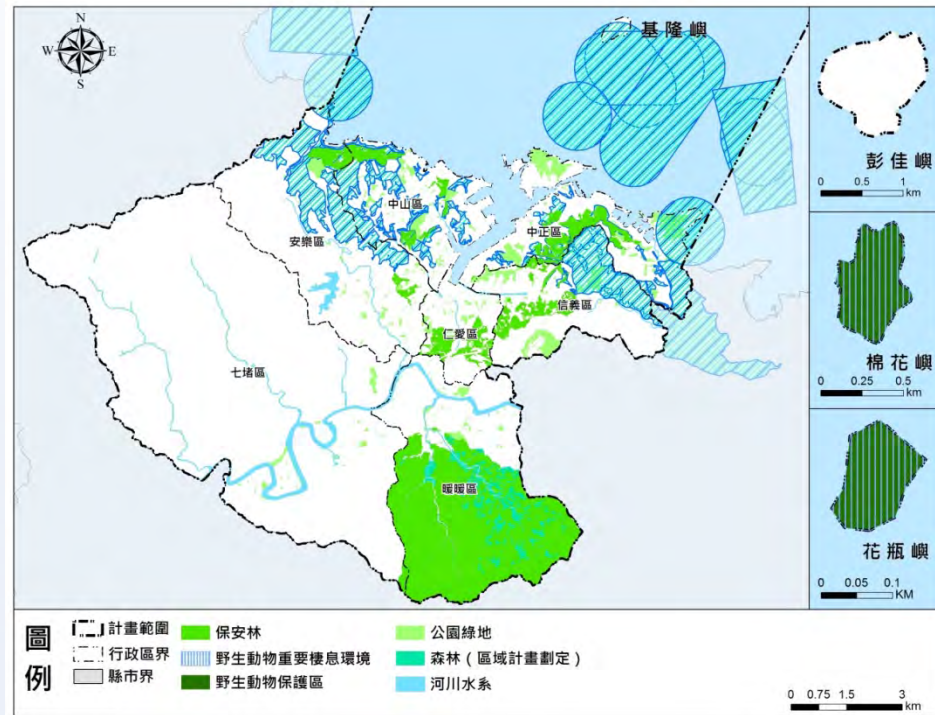 N
W E
S
基隆嶼
中山區
安樂區
中正區
信義區
仁愛區
七堵區
暖暖區
彭佳嶼
0 0.5 1
km
棉花嶼
0 0.25 0.5
km
花瓶嶼
0 0.05 0.1
KM
圖例
計畫範圍
行政區界
縣市界
保安林
野生動物重要棲息環境
野生動物保護區
公園綠地
森林（區域計畫劃定）
河川水系
0 0.75 1.5 3
km